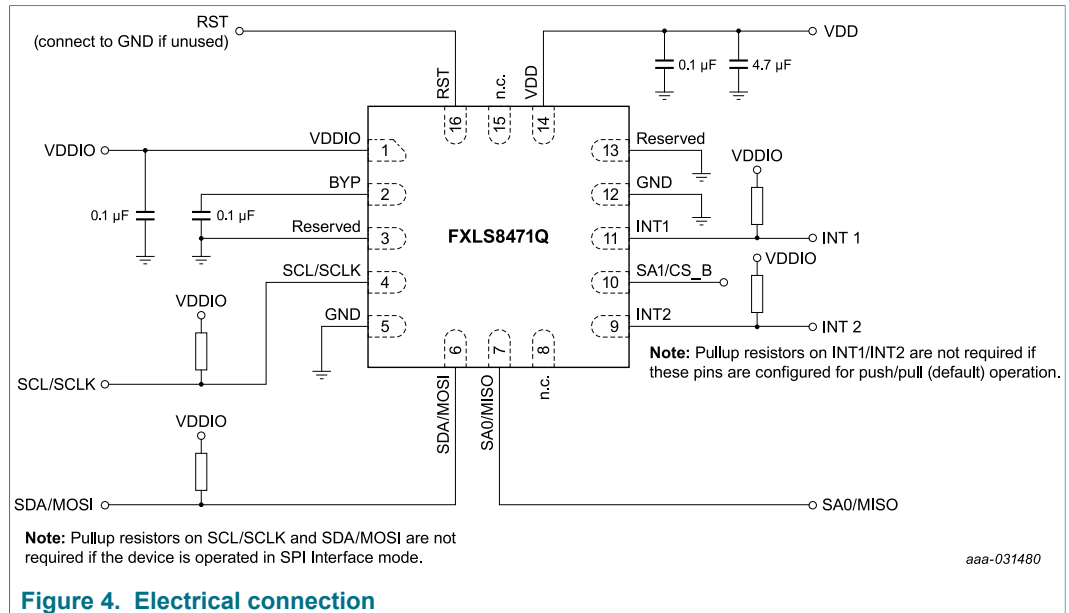 RST
(connect to GND if unused)
VDD
0.1 µF
4.7 µF
RST
n.c.
VDD
16
15
14
VDDIO
VDDIO
1
13
Reserved
VDDIO
BYP
2
12
GND
0.1 µF
0.1 µF
Reserved
3
FXLS8471Q
11
INT1
INT 1
VDDIO
SCL/SCLK
4
10
SA1/CS_B
VDDIO
GND
5
9
INT2
INT 2
6
7
8
Note: Pullup resistors on INT1/INT2 are not required if
these pins are configured for push/pull (default) operation.
SCL/SCLK
SDA/MOSI
SA0/MISO
n.c.
VDDIO
SDA/MOSI
SA0/MISO
Note: Pullup resistors on SCL/SCLK and SDA/MOSI are not
required if the device is operated in SPI Interface mode.
aaa-031480
Figure 4. Electrical connection